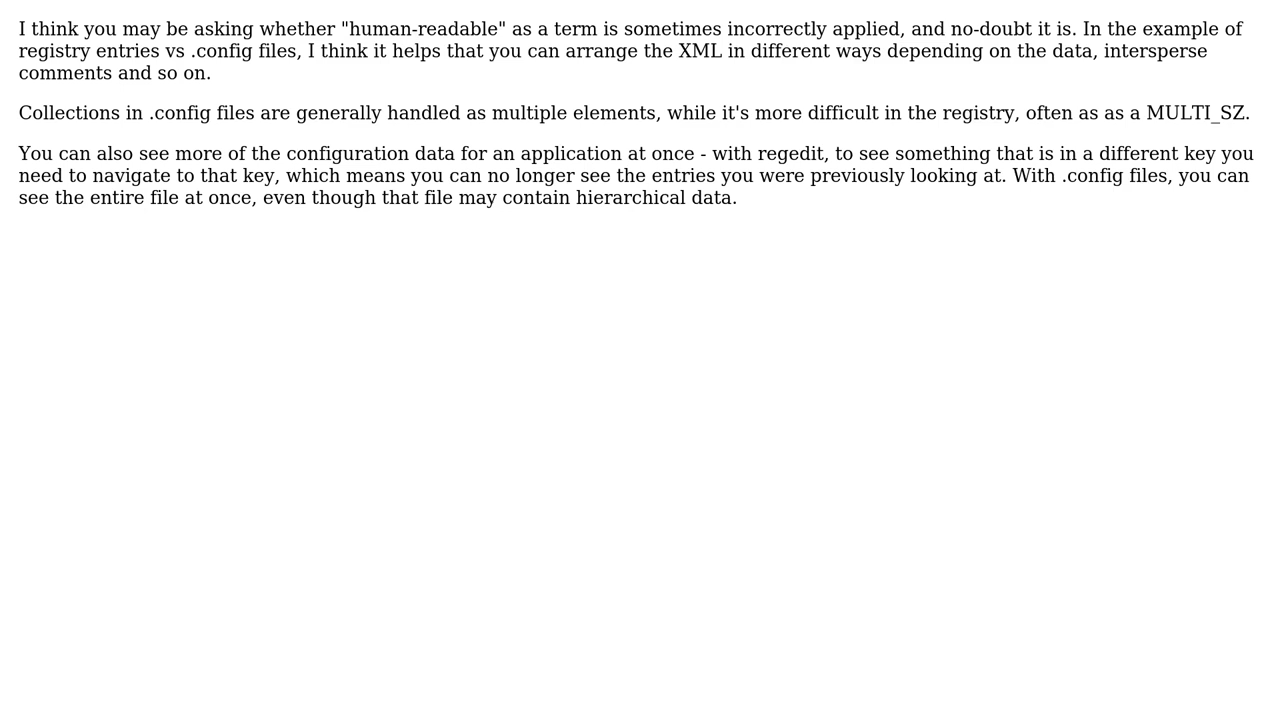 I think you may be asking whether "human-readable" as a term is sometimes incorrectly applied, and no-doubt it is. In the example of
registry entries vs .config files, I think it helps that you can arrange the XML in different ways depending on the data, intersperse
comments and so on.
Collections in .config files are generally handled as multiple elements, while it's more difficult in the registry, often as as a MULTI_SZ.
You can also see more of the configuration data for an application at once - with regedit, to see something that is in a different key you
need to navigate to that key, which means you can no longer see the entries you were previously looking at. With .config files, you can
see the entire file at once, even though that file may contain hierarchical data.